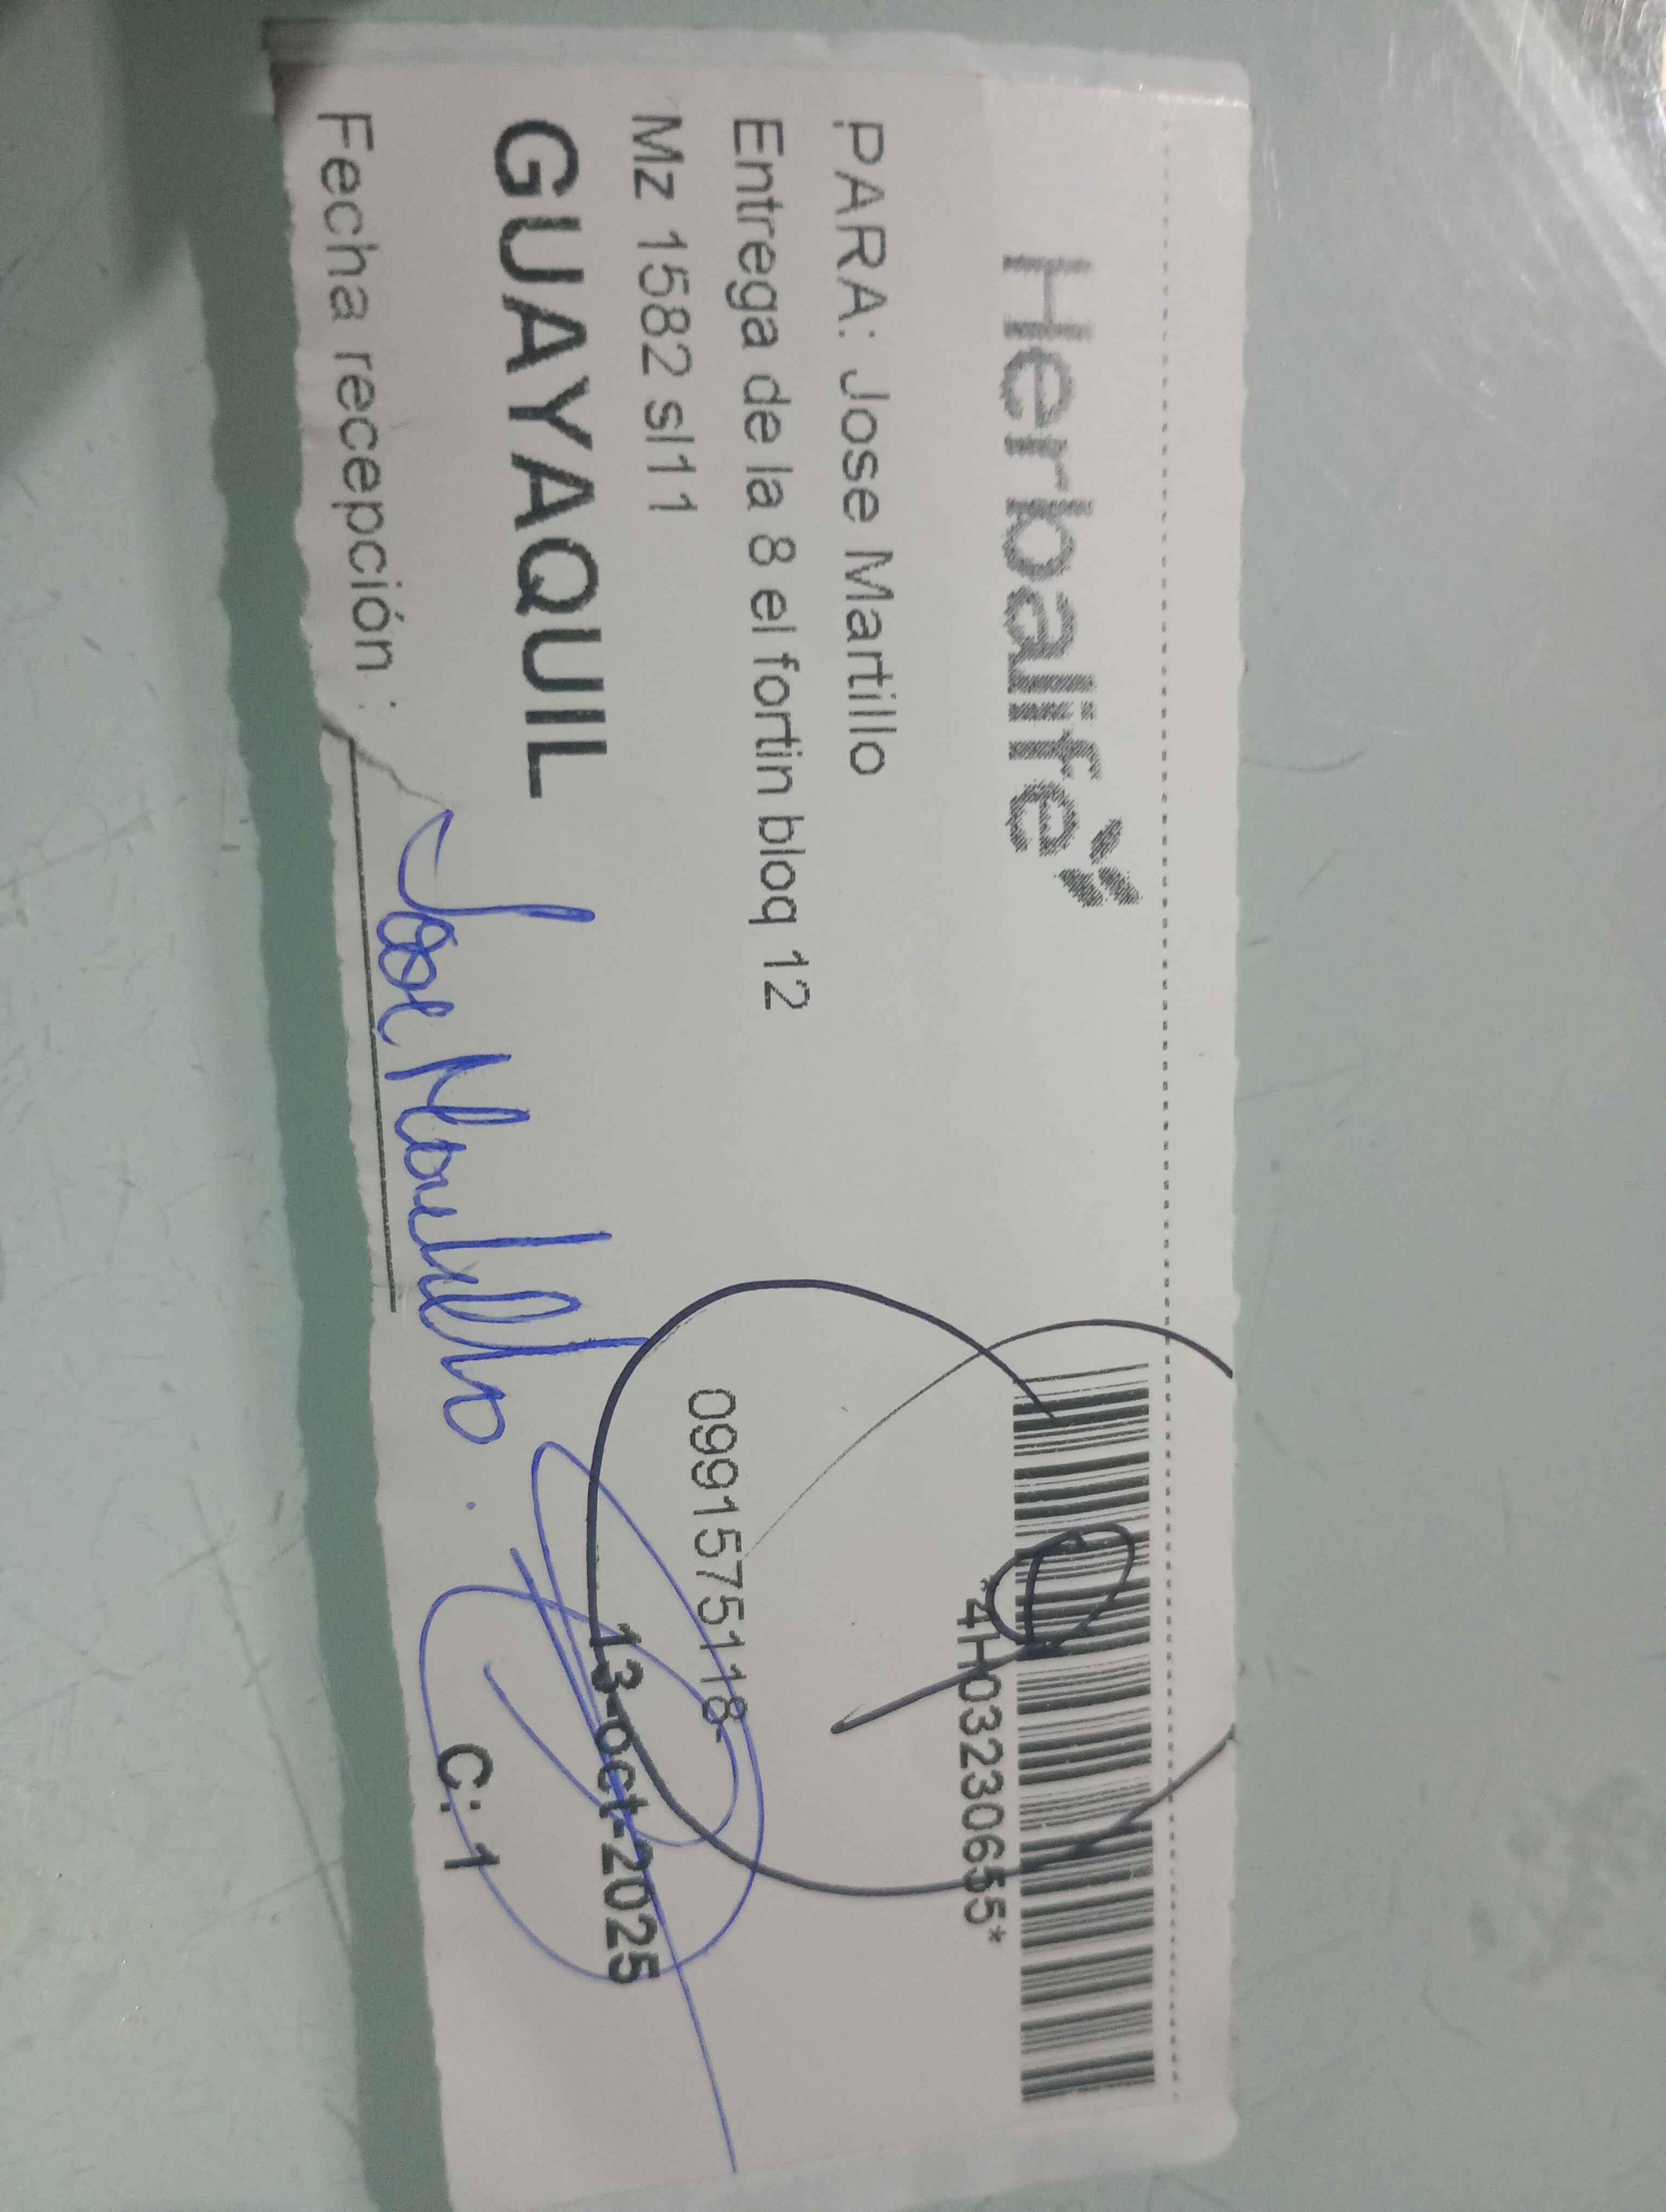 Herbalife
*4H03230655*
PARA: Jose Martillo
Entrega de la 8 el fortin bloq 12
Mz 1582 sl11
0991575118-
GUAYAQUIL
13-oct-2025
Fecha recepción :
Jose Martillo.
C: 1